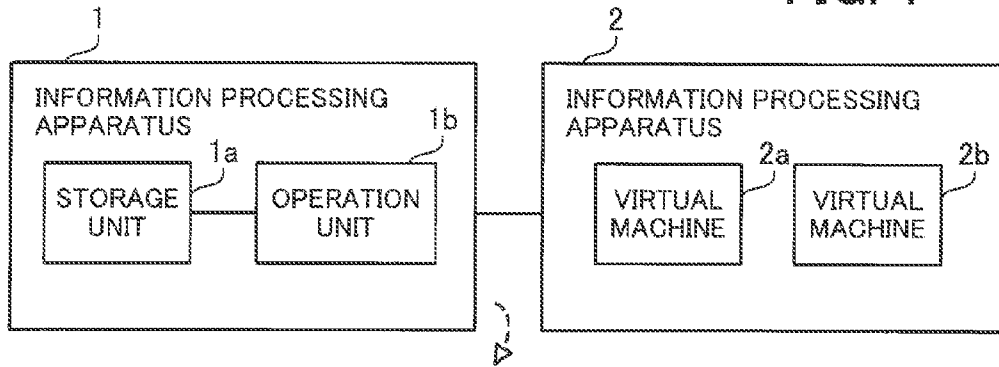 1
2
INFORMATION PROCESSING
APPARATUS
1a
1b
STORAGE
UNIT
OPERATION
UNIT
INFORMATION PROCESSING
APPARATUS
2a
2b
VIRTUAL
MACHINE
VIRTUAL
MACHINE